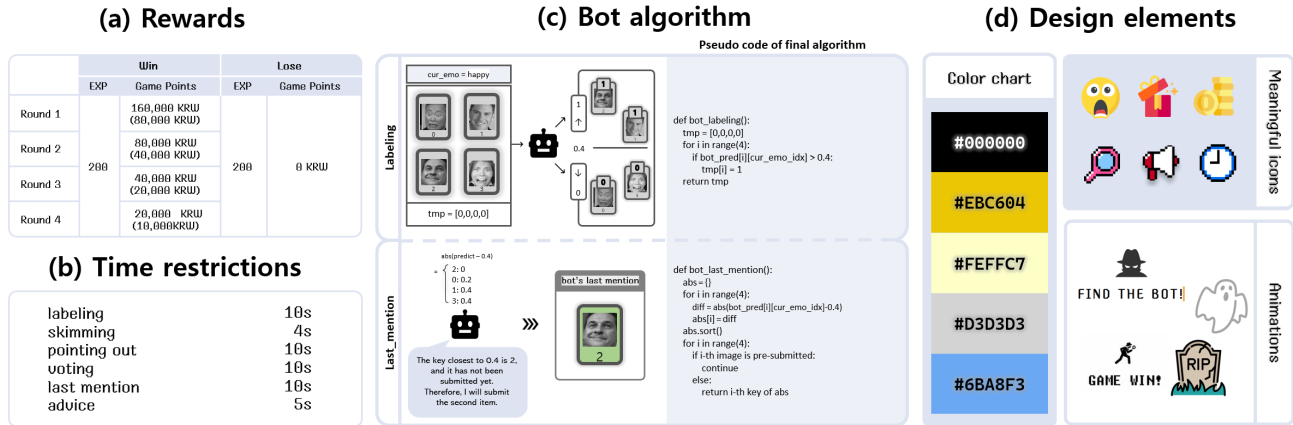 (a) Rewards
Win
Lose
EXP
Game Points
EXP
Game Points
Round 1
Round 2
Round 3
Round 4
200
160,000 KRW
(80,000 KRW)
80,000 KRW
(40,000 KRW)
40,000 KRW
(20,000 KRW)
20,000 KRW
(10,000KRW)
200
0 KRW
(b) Time restrictions
labeling 10s
skimming 4s
pointing out 10s
voting 10s
last mention 10s
advice 5s
(c) Bot algorithm
Pseudo code of final algorithm
Labeling
cur_emo = happy
0
1
2
3
tmp = [0,0,0,0]
1
↑
0.4
↓
0
1
1
0
0
def bot_labeling():
tmp = [0,0,0,0]
for i in range(4):
if bot_pred[i][cur_emo_idx] > 0.4:
tmp[i] = 1
return tmp
Last_mention
abs(predict – 0.4)
=
2: 0
0: 0.2
1: 0.4
3: 0.4
The key closest to 0.4 is 2,
and it has not been
submitted yet.
Therefore, I will submit
the second item.
bot's last mention
2
def bot_last_mention():
abs = {}
for i in range(4):
diff = abs(bot_pred[i][cur_emo_idx]-0.4)
abs[i] = diff
abs.sort()
for i in range(4):
if i-th image is pre-submitted:
continue
else:
return i-th key of abs
(d) Design elements
Color chart
#000000
#EBC604
#FEFFC7
#D3D3D3
#6BA8F3
Meaningful icons
Animations
FIND THE BOT!
GAME WIN!
RIP